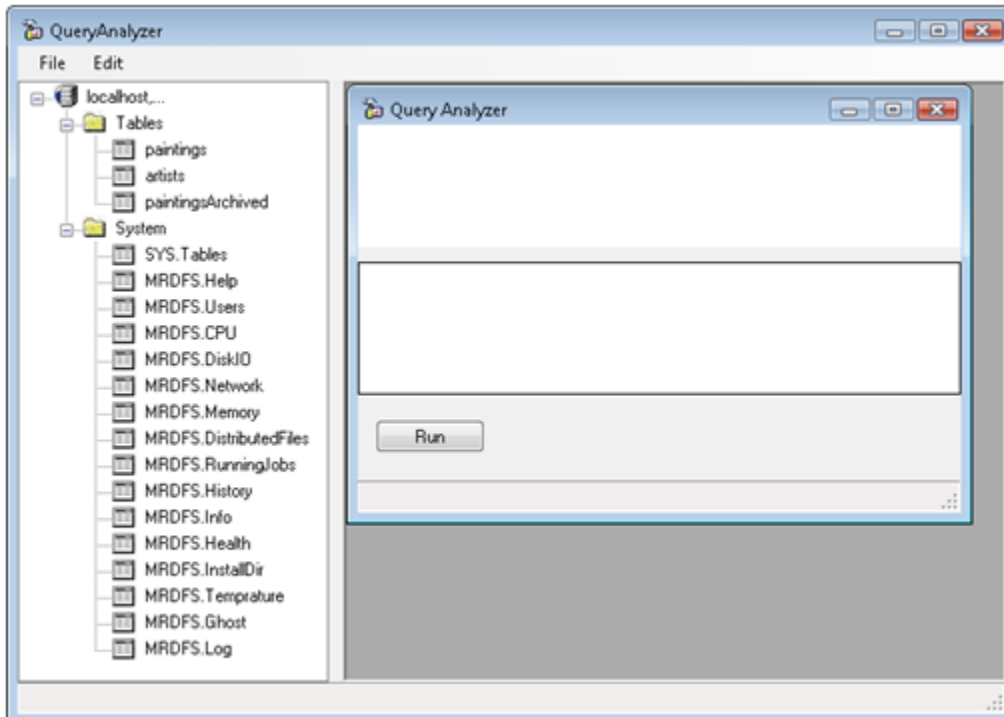 QueryAnalyzer
File Edit
localhost,...
Tables
paintings
artists
paintingsArchived
System
SYS.Tables
MRDFS.Help
MRDFS.Users
MRDFS.CPU
MRDFS.DiskIO
MRDFS.Network
MRDFS.Memory
MRDFS.DistributedFiles
MRDFS.RunningJobs
MRDFS.History
MRDFS.Info
MRDFS.Health
MRDFS.InstallDir
MRDFS.Temprature
MRDFS.Ghost
MRDFS.Log
Query Analyzer
Run